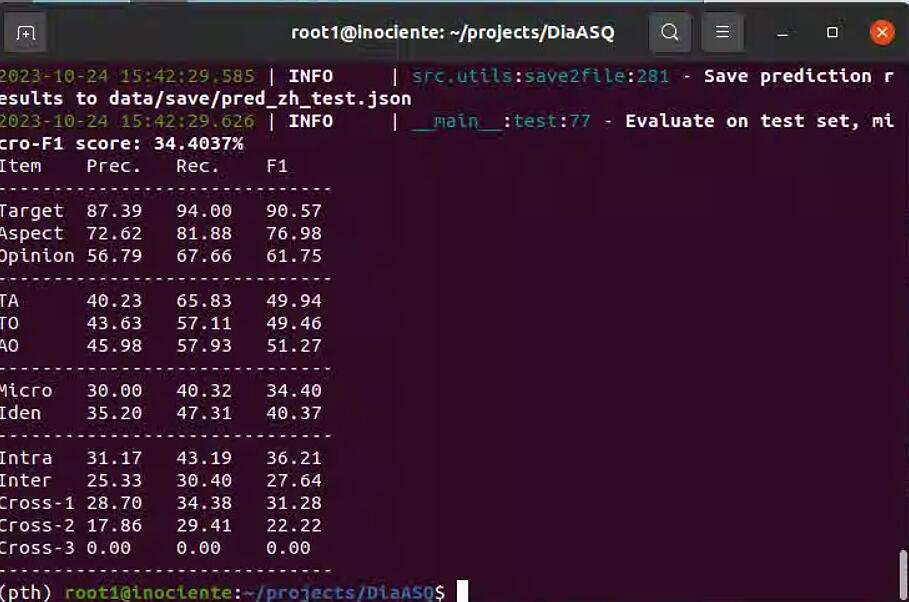 root1@inociente: ~/projects/DiaASQ
2023-10-24 15:42:29.585 | INFO     | src.utils:save2file:281 - Save prediction r
esults to data/save/pred_zh_test.json
2023-10-24 15:42:29.626 | INFO     | __main__:test:77 - Evaluate on test set, mi
cro-F1 score: 34.4037%
Item    Prec.   Rec.    F1
------------------------------
Target  87.39   94.00   90.57
Aspect  72.62   81.88   76.98
Opinion 56.79   67.66   61.75
------------------------------
TA      40.23   65.83   49.94
TO      43.63   57.11   49.46
AO      45.98   57.93   51.27
------------------------------
Micro   30.00   40.32   34.40
Iden    35.20   47.31   40.37
------------------------------
Intra   31.17   43.19   36.21
Inter   25.33   30.40   27.64
Cross-1 28.70   34.38   31.28
Cross-2 17.86   29.41   22.22
Cross-3 0.00    0.00    0.00
------------------------------
(pth) root1@inociente:~/projects/DiaASQ$